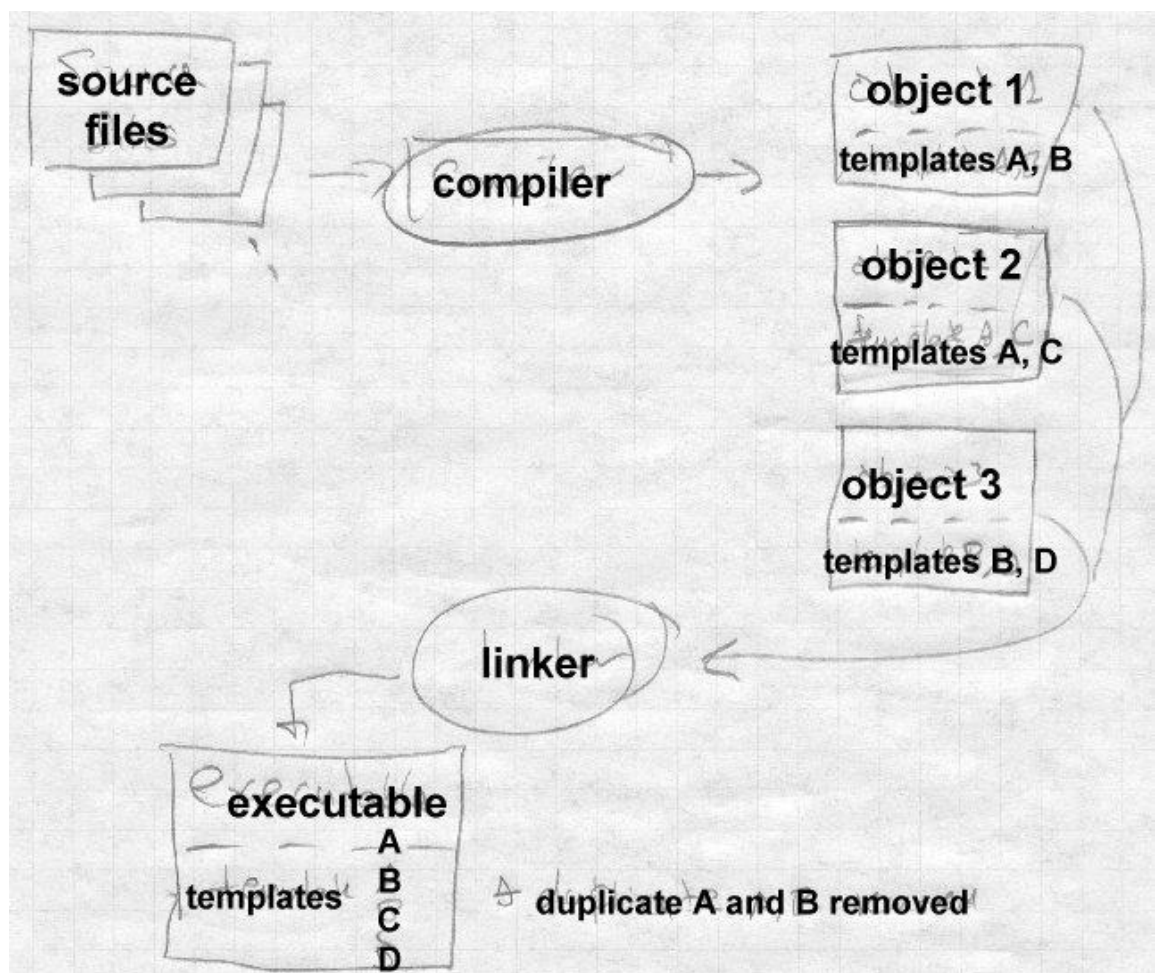 source
files
compiler
object 1
templates A, B
object 2
templates A, C
object 3
templates B, D
linker
executable
A
templates B
C
D
duplicate A and B removed